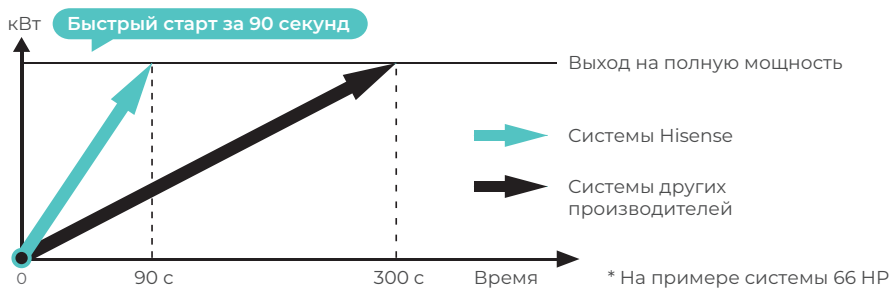 кВт
Быстрый старт за 90 секунд
Выход на полную мощность
Системы Hisense
Системы других
производителей
0
90 с
300 с
Время
* На примере системы 66 HP